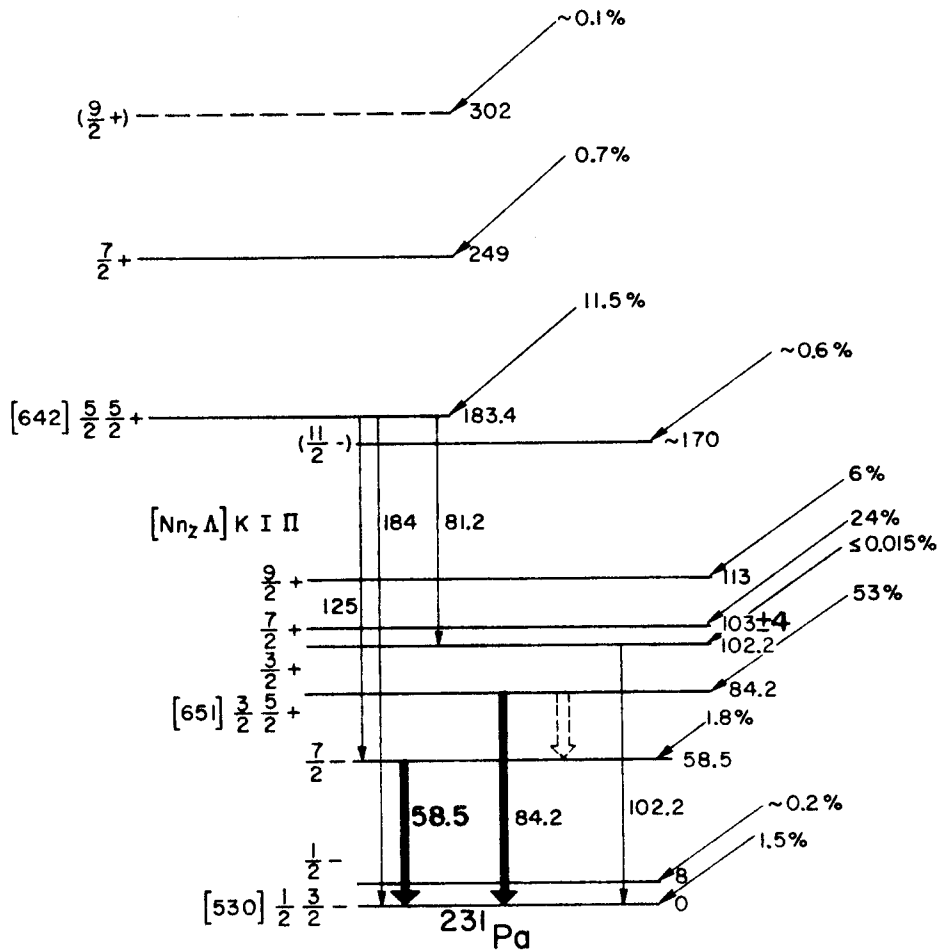 ~0.1%
(9/2 +) 302
0.7%
7/2 + 249
11.5%
~0.6%
[642] 5/2 5/2 + 183.4
(11/2 -) ~170
6%
[Nn_z Λ] K I Π 184 81.2 24%
≤0.015%
9/2 + 113 53%
125
7/2 + 103±4
102.2
3/2 +
84.2
[651] 3/2 5/2 +
1.8%
7/2 - 58.5
58.5 84.2 102.2 ~0.2%
1.5%
1/2 - 8
[530] 1/2 3/2 - 0
231Pa